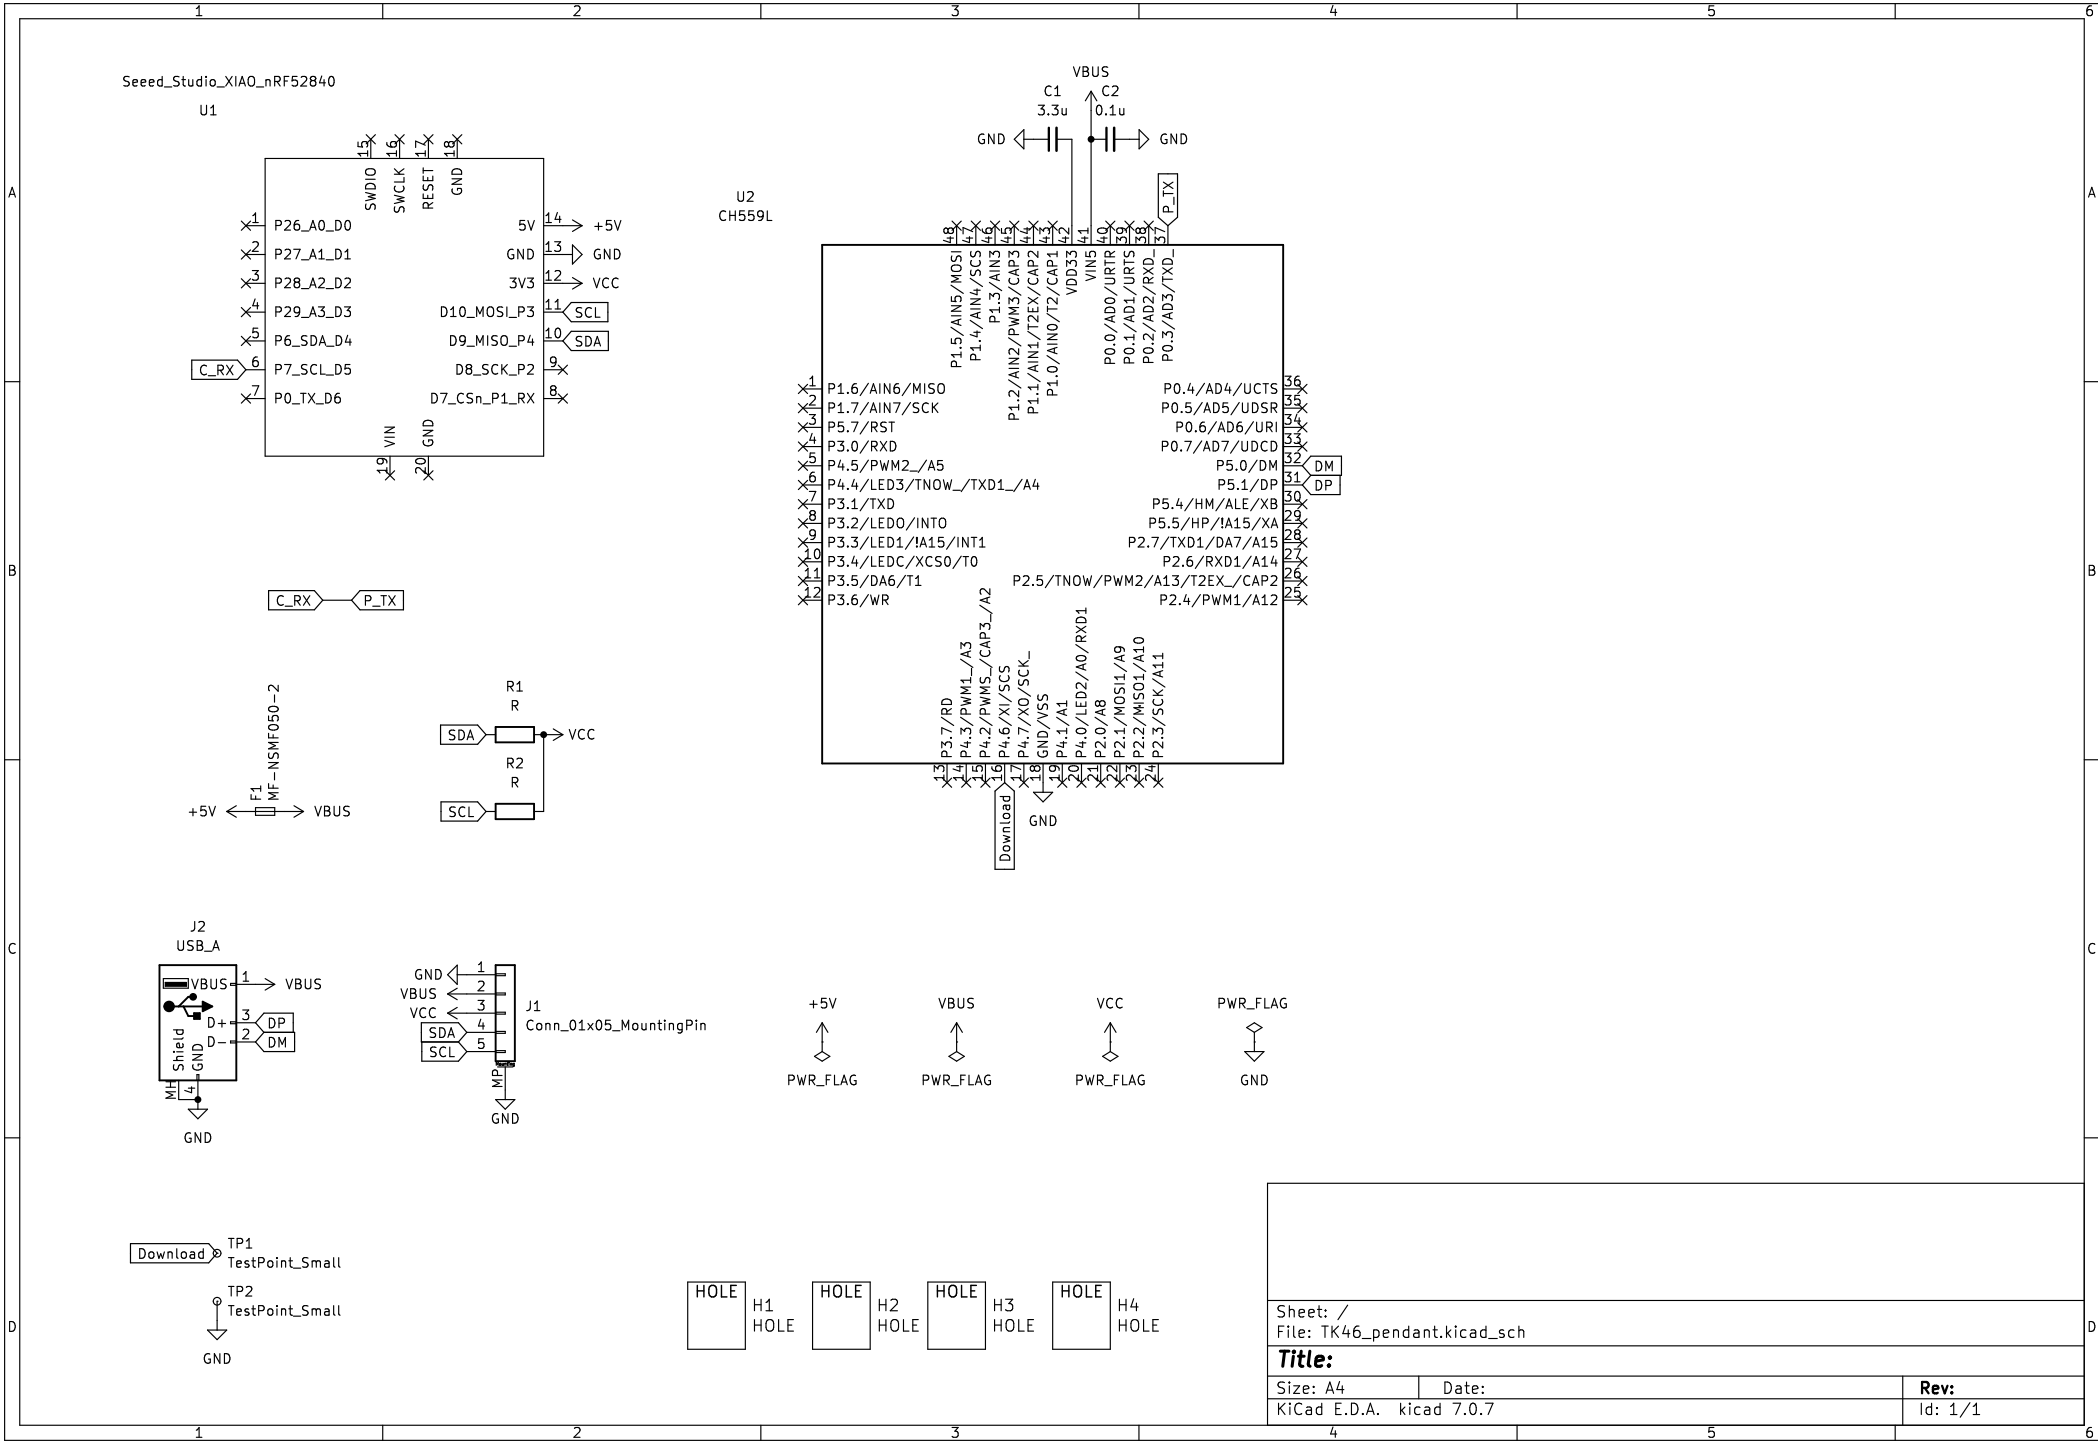 1 2 3 4 5 6
A
B
C
D
Seeed_Studio_XIAO_nRF52840
U1
15 16 17 18
SWDIO SWCLK RESET GND
1 P26_A0_D0
2 P27_A1_D1
3 P28_A2_D2
4 P29_A3_D3
5 P6_SDA_D4
C_RX 6 P7_SCL_D5
7 P0_TX_D6
5V 14 +5V
GND 13 GND
3V3 12 VCC
D10_MOSI_P3 11 SCL
D9_MISO_P4 10 SDA
D8_SCK_P2 9
D7_CSn_P1_RX 8
VIN GND
19 20
VBUS
C1 C2
3.3u 0.1u
GND GND
P_TX
U2
CH559L
48 47 46 45 44 43 42 41 40 39 38 37
P1.5/AIN5/MOSI
P1.4/AIN4/SCS
P1.3/AIN3
P1.2/AIN2/PWM3/CAP3
P1.1/AIN1/T2EX/CAP2
P1.0/AIN0/T2/CAP1
VDD33
VIN5
P0.0/AD0/URTR
P0.1/AD1/URTS
P0.2/AD2/RXD_
P0.3/AD3/TXD_
1 P1.6/AIN6/MISO
2 P1.7/AIN7/SCK
3 P5.7/RST
4 P3.0/RXD
5 P4.5/PWM2_/A5
6 P4.4/LED3/TNOW_/TXD1_/A4
7 P3.1/TXD
8 P3.2/LED0/INT0
9 P3.3/LED1/!A15/INT1
10 P3.4/LEDC/XCS0/T0
11 P3.5/DA6/T1
12 P3.6/WR
P0.4/AD4/UCTS 36
P0.5/AD5/UDSR 35
P0.6/AD6/URI 34
P0.7/AD7/UDCD 33
P5.0/DM 32 DM
P5.1/DP 31 DP
P5.4/HM/ALE/XB 30
P5.5/HP/!A15/XA 29
P2.7/TXD1/DA7/A15 28
P2.6/RXD1/A14 27
P2.5/TNOW/PWM2/A13/T2EX_/CAP2 26
P2.4/PWM1/A12 25
P3.7/RD
P4.3/PWM1_/A3
P4.2/PWMS_/CAP3_/A2
P4.6/XI/SCS
P4.7/XO/SCK_
GND/VSS
P4.1/A1
P4.0/LED2/A0/RXD1
P2.0/A8
P2.1/MOSI1/A9
P2.2/MISO1/A10
P2.3/SCK/A11
13 14 15 16 17 18 19 20 21 22 23 24
Download
GND
C_RX P_TX
F1
MF-NSMF050-2
+5V VBUS
R1
R
SDA VCC
R2
R
SCL
J2
USB_A
VBUS 1 VBUS
D+ 3 DP
D- 2 DM
Shield GND
MH 4
GND
GND 1
VBUS 2
VCC 3
SDA 4
SCL 5
J1
Conn_01x05_MountingPin
MP
GND
+5V VBUS VCC PWR_FLAG
PWR_FLAG PWR_FLAG PWR_FLAG GND
Download TP1
TestPoint_Small
TP2
TestPoint_Small
GND
HOLE H1
HOLE
HOLE H2
HOLE
HOLE H3
HOLE
HOLE H4
HOLE
Sheet: /
File: TK46_pendant.kicad_sch
Title:
Size: A4 Date: Rev:
KiCad E.D.A. kicad 7.0.7 Id: 1/1
A
B
C
D
1 2 3 4 5 6